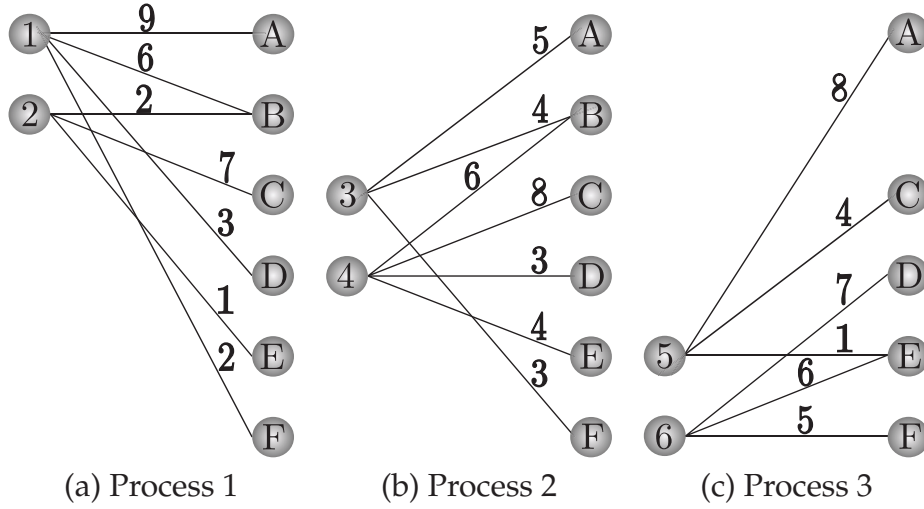 1 9 A
6
2 2 B
7 C
3 D
1 E
2 F
5 A
4 B
3 6 8 C
4 3 D
4 E
3 F
8 A
4 C
7 D
5 1 E
6
6 5 F
(a) Process 1
(b) Process 2
(c) Process 3